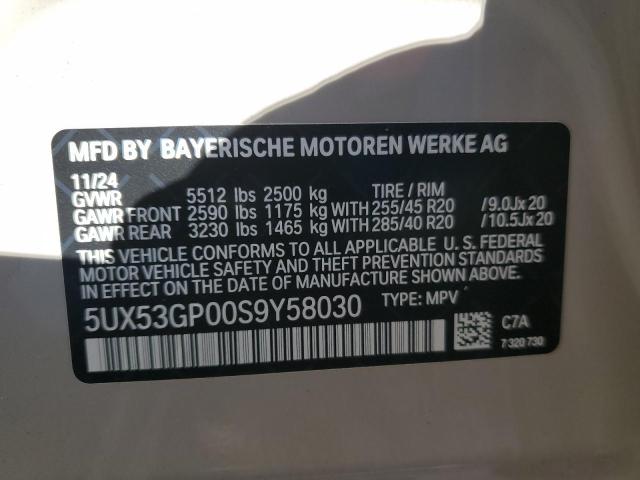 MFD BY BAYERISCHE MOTOREN WERKE AG
11/24
GVWR 5512 lbs 2500 kg TIRE / RIM
GAWR FRONT 2590 lbs 1175 kg WITH 255/45 R20 /9.0Jx20
GAWR REAR 3230 lbs 1465 kg WITH 285/40 R20 /10.5Jx20
THIS VEHICLE CONFORMS TO ALL APPLICABLE U. S. FEDERAL
MOTOR VEHICLE SAFETY AND THEFT PREVENTION STANDARDS
IN EFFECT ON THE DATE OF MANUFACTURE SHOWN ABOVE.
5UX53GP00S9Y58030 TYPE: MPV
C7A
7 320 730